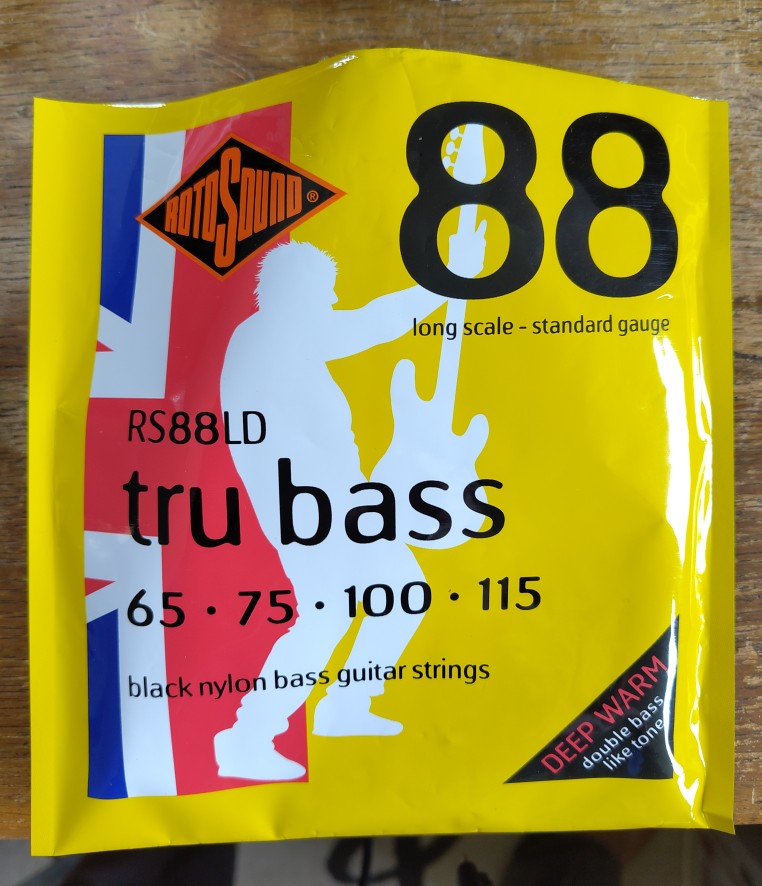 ROTOSOUND®
88
long scale - standard gauge
RS88LD
tru bass
65 • 75 • 100 • 115
black nylon bass guitar strings
DEEP WARM
double bass
like tone